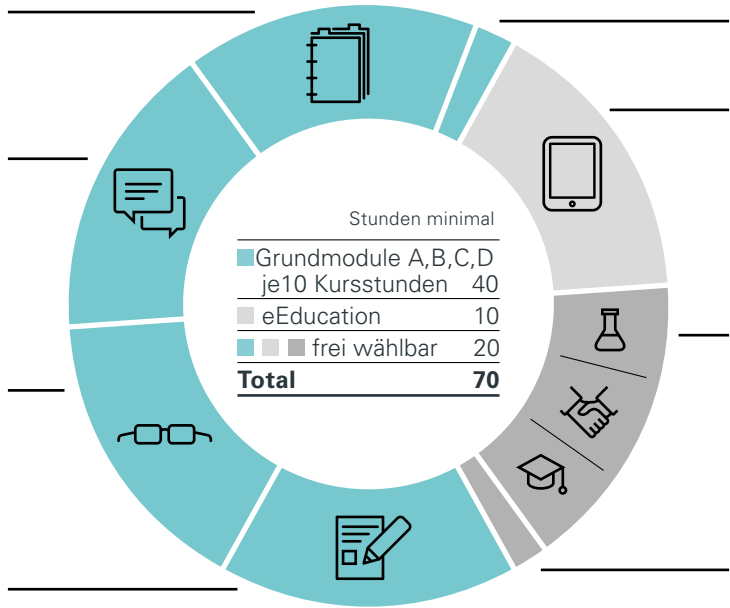 Stunden minimal
Grundmodule A,B,C,D
je10 Kursstunden 40
eEducation 10
frei wählbar 20
Total 70